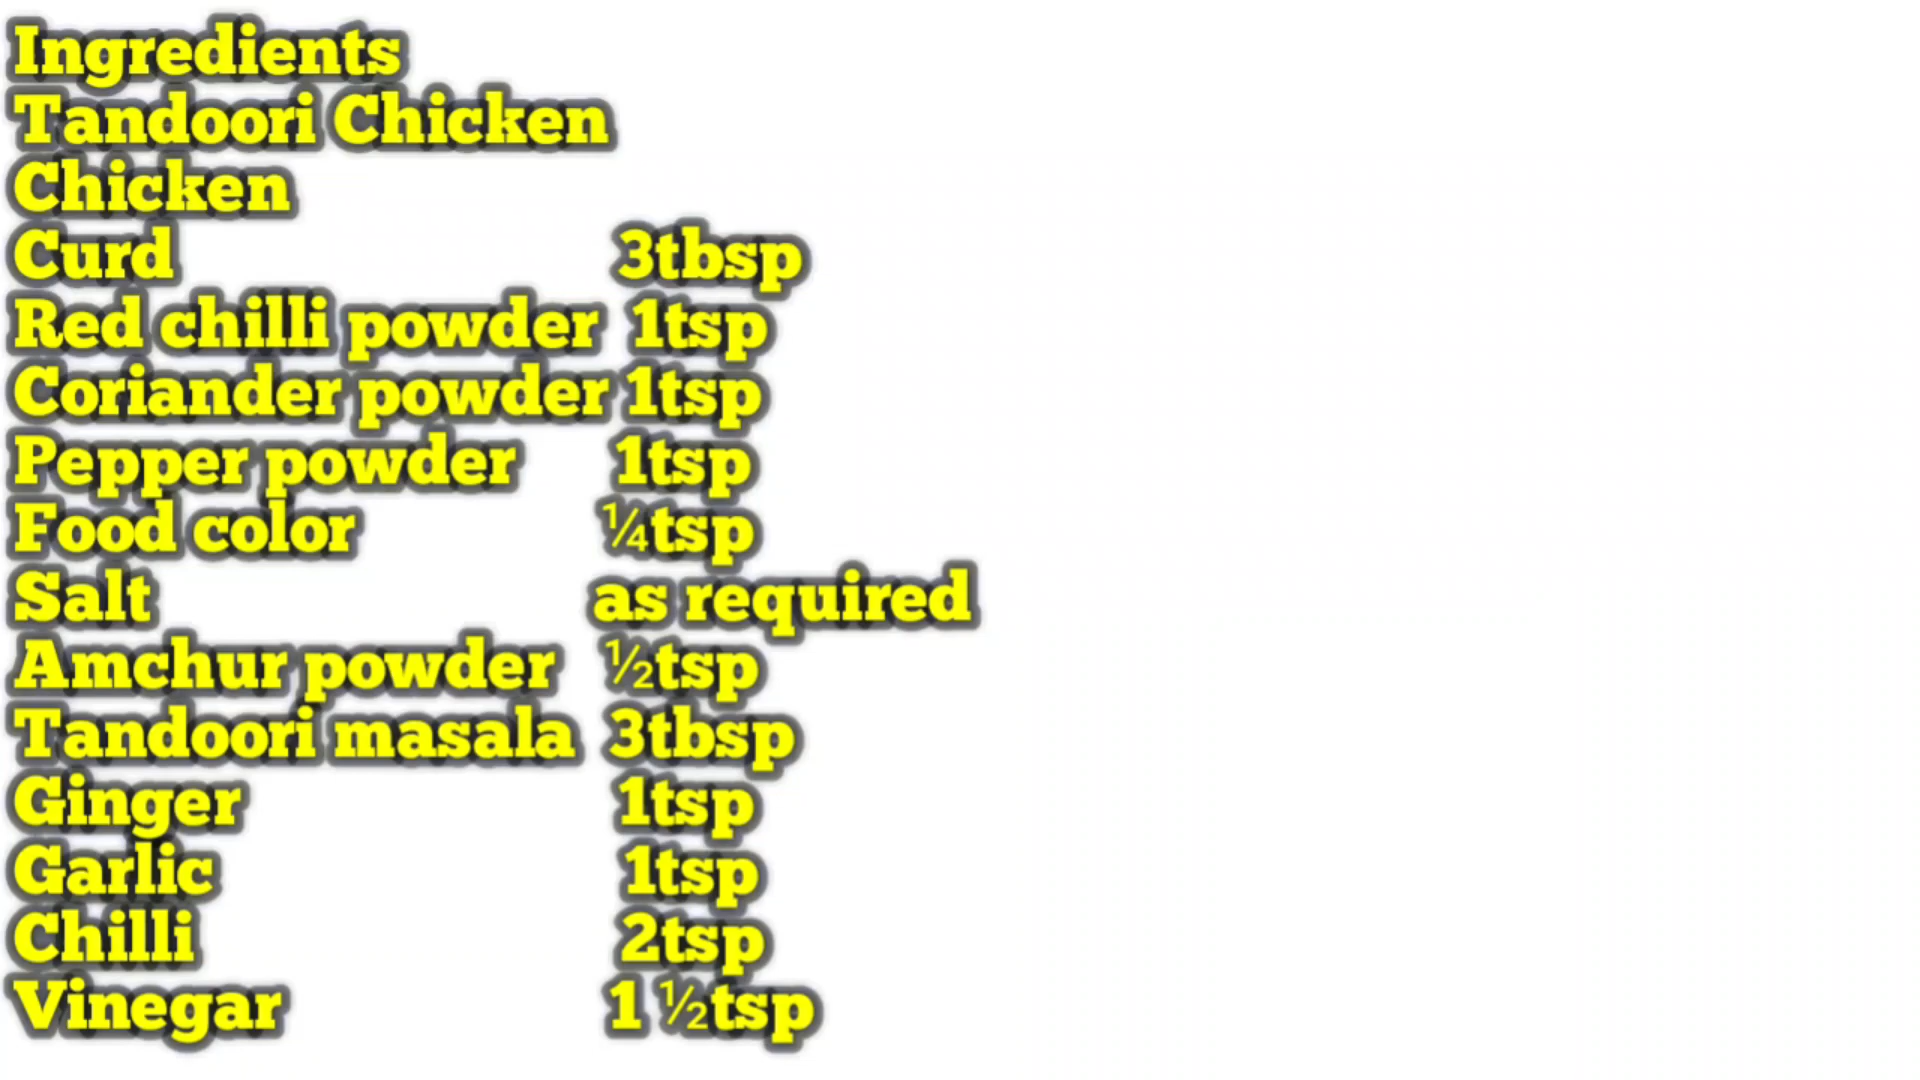 Ingredients
Tandoori Chicken
Chicken
Curd 3tbsp
Red chilli powder 1tsp
Coriander powder 1tsp
Pepper powder 1tsp
Food color ¼tsp
Salt as required
Amchur powder ½tsp
Tandoori masala 3tbsp
Ginger 1tsp
Garlic 1tsp
Chilli 2tsp
Vinegar 1 ½tsp